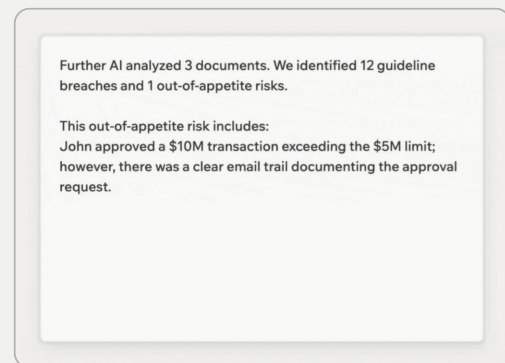 Further AI analyzed 3 documents. We identified 12 guideline
breaches and 1 out-of-appetite risks.
This out-of-appetite risk includes:
John approved a $10M transaction exceeding the $5M limit;
however, there was a clear email trail documenting the approval
request.